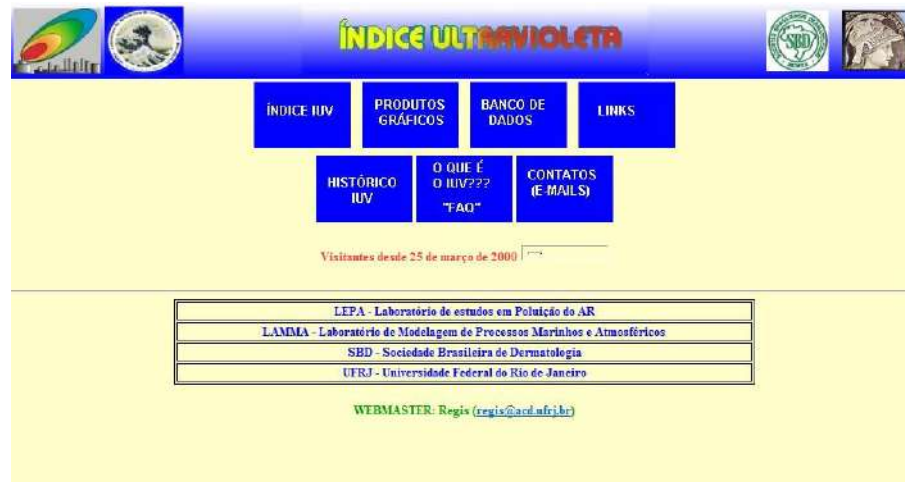 ÍNDICE ULTRAVIOLETA
SBD
ÍNDICE IUV
PRODUTOS
GRÁFICOS
BANCO DE
DADOS
LINKS
HISTÓRICO
IUV
O QUE É
O IUV???
"FAQ"
CONTATOS
(E-MAILS)
Visitantes desde 25 de março de 2000
LEPA - Laboratório de estudos em Poluição do AR
LAMMA - Laboratório de Modelagem de Processos Marinhos e Atmosféricos
SBD - Sociedade Brasileira de Dermatologia
UFRJ - Universidade Federal do Rio de Janeiro
WEBMASTER: Regis (regis@acd.ufrj.br)